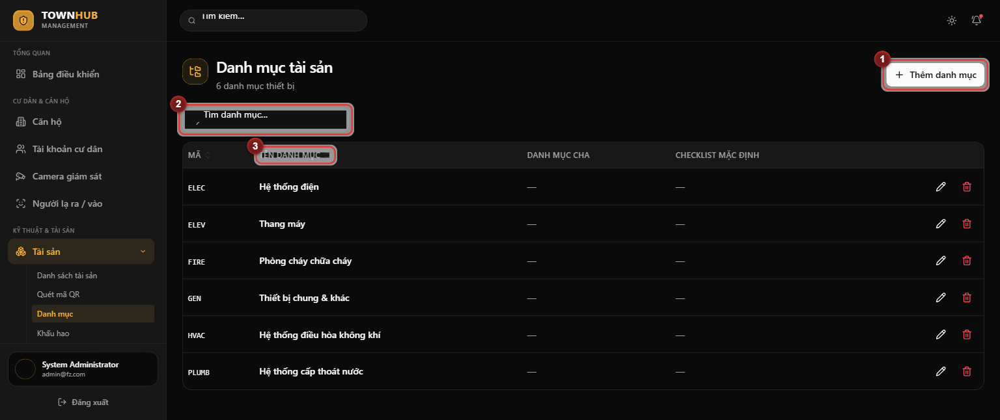 TOWNHUB
MANAGEMENT
Tìm kiếm...
TỔNG QUAN
Bảng điều khiển
CƯ DÂN & CĂN HỘ
Căn hộ
Tài khoản cư dân
Camera giám sát
Người lạ ra / vào
KỸ THUẬT & TÀI SẢN
Tài sản
Danh sách tài sản
Quét mã QR
Danh mục
Khấu hao
System Administrator
admin@fz.com
Đăng xuất
Danh mục tài sản
6 danh mục thiết bị
1
+ Thêm danh mục
2
Tìm danh mục...
3
MÃ TÊN DANH MỤC DANH MỤC CHA CHECKLIST MẶC ĐỊNH
ELEC Hệ thống điện — —
ELEV Thang máy — —
FIRE Phòng cháy chữa cháy — —
GEN Thiết bị chung & khác — —
HVAC Hệ thống điều hòa không khí — —
PLUMB Hệ thống cấp thoát nước — —